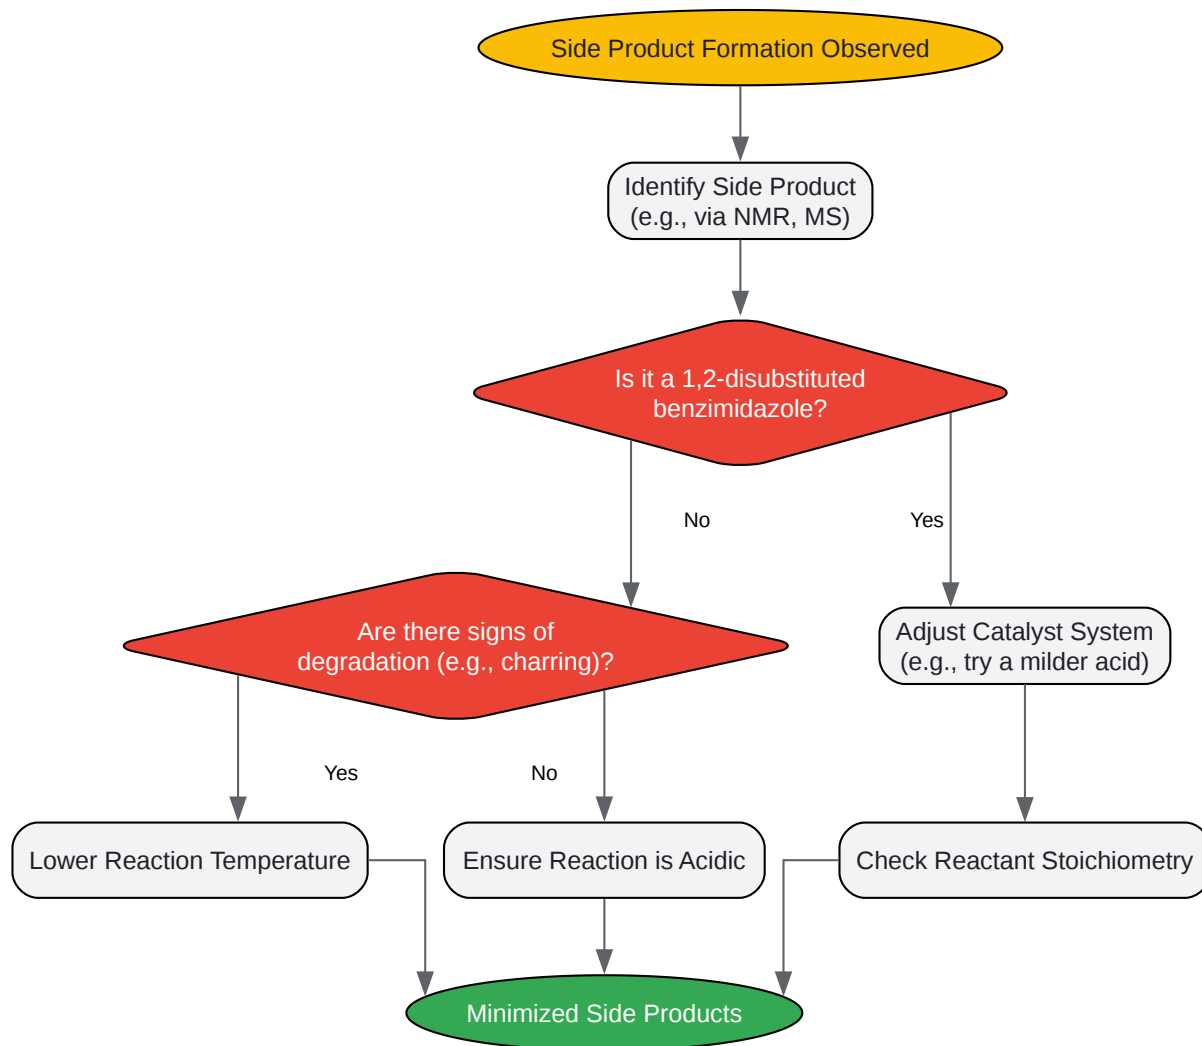 Side Product Formation Observed
Identify Side Product
(e.g., via NMR, MS)
Is it a 1,2-disubstituted
benzimidazole?
No
Yes
Are there signs of
degradation (e.g., charring)?
Adjust Catalyst System
(e.g., try a milder acid)
Yes
No
Lower Reaction Temperature
Ensure Reaction is Acidic
Check Reactant Stoichiometry
Minimized Side Products